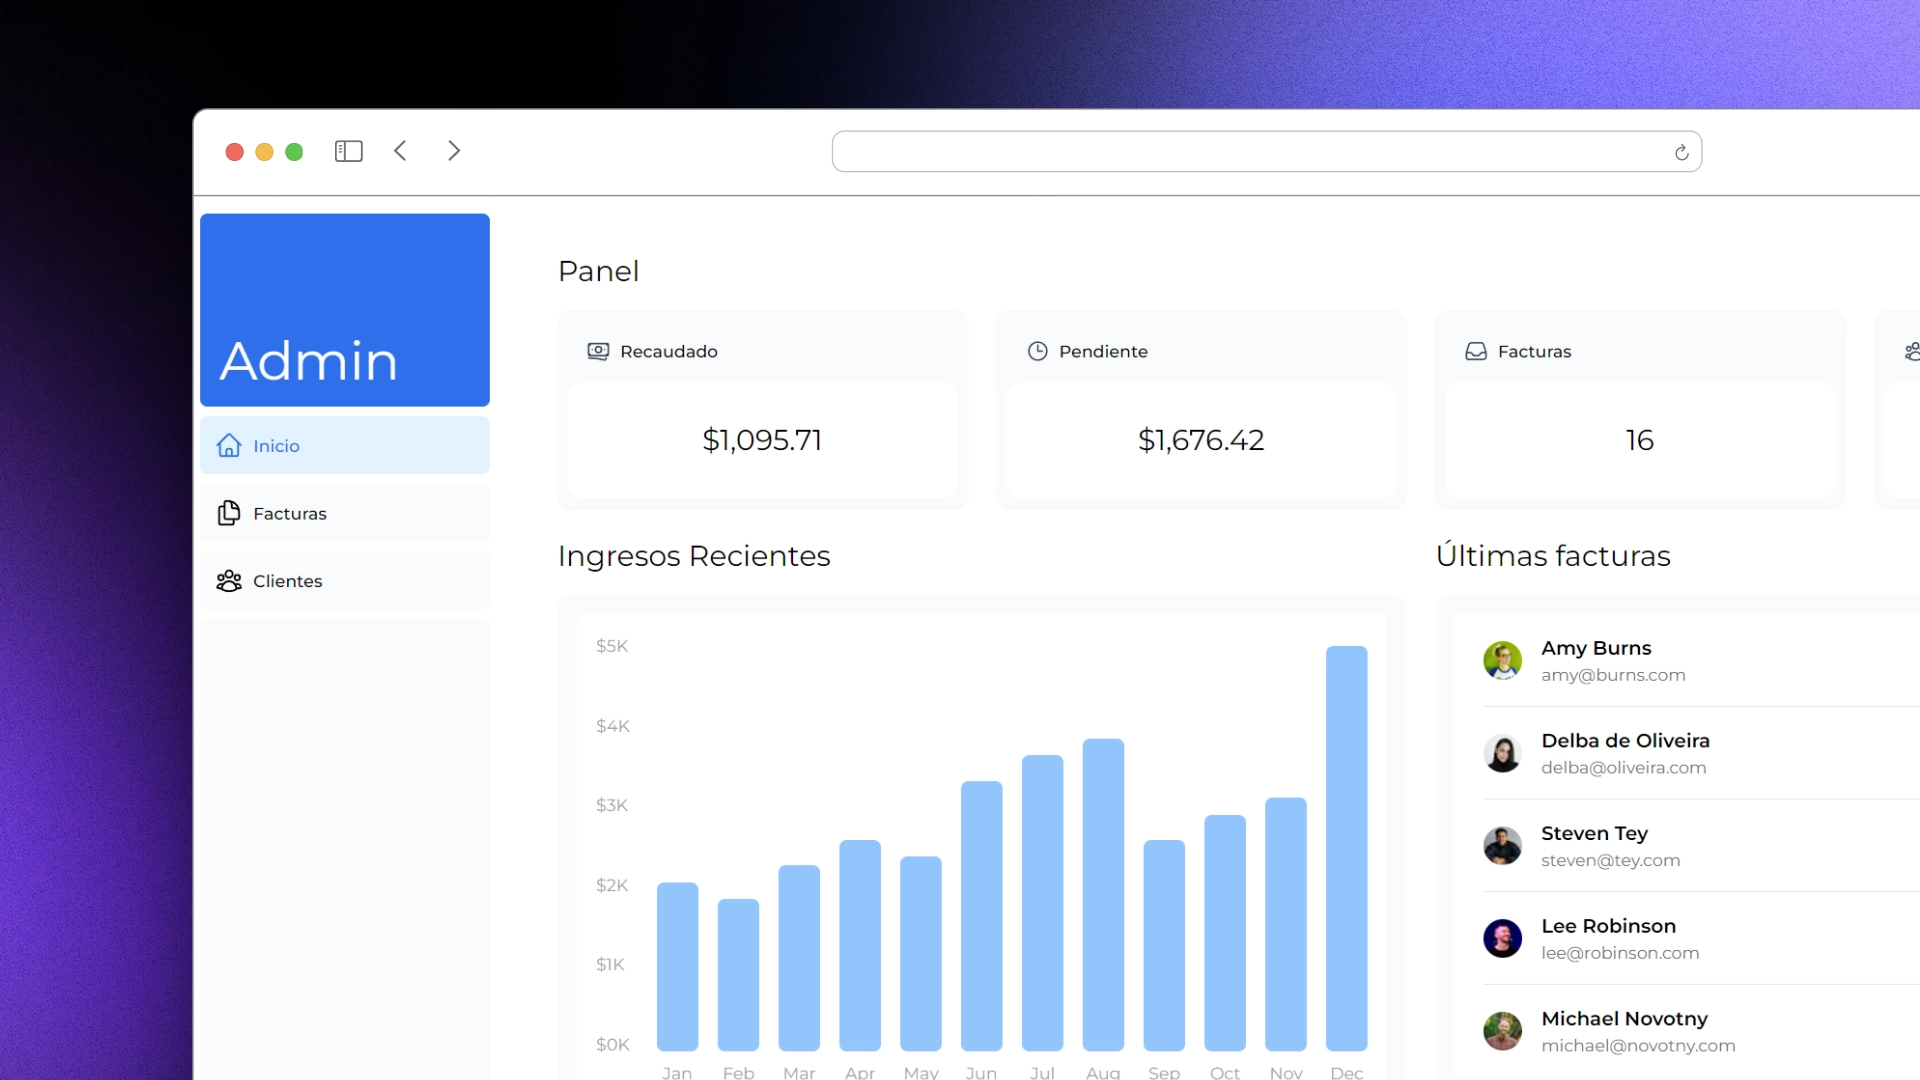 Admin
Inicio
Facturas
Clientes
Panel
Recaudado
$1,095.71
Pendiente
$1,676.42
Facturas
16
Ingresos Recientes
$5K
$4K
$3K
$2K
$1K
$0K
Jan Feb Mar Apr May Jun Jul Aug Sep Oct Nov Dec
Últimas facturas
Amy Burns
amy@burns.com
Delba de Oliveira
delba@oliveira.com
Steven Tey
steven@tey.com
Lee Robinson
lee@robinson.com
Michael Novotny
michael@novotny.com